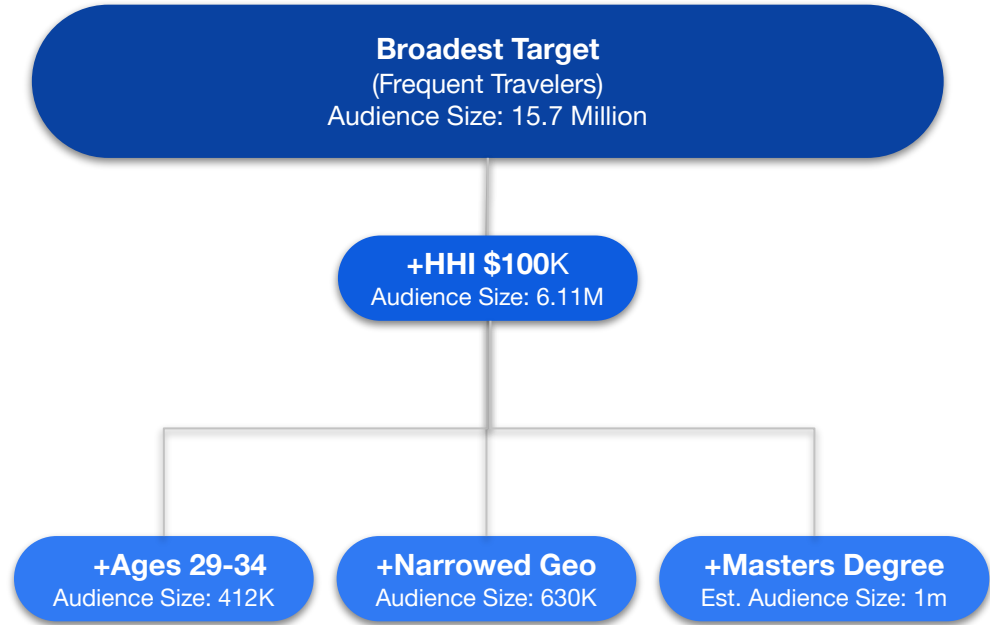 Broadest Target
(Frequent Travelers)
Audience Size: 15.7 Million
+HHI $100K
Audience Size: 6.11M
+Ages 29-34
Audience Size: 412K
+Narrowed Geo
Audience Size: 630K
+Masters Degree
Est. Audience Size: 1m